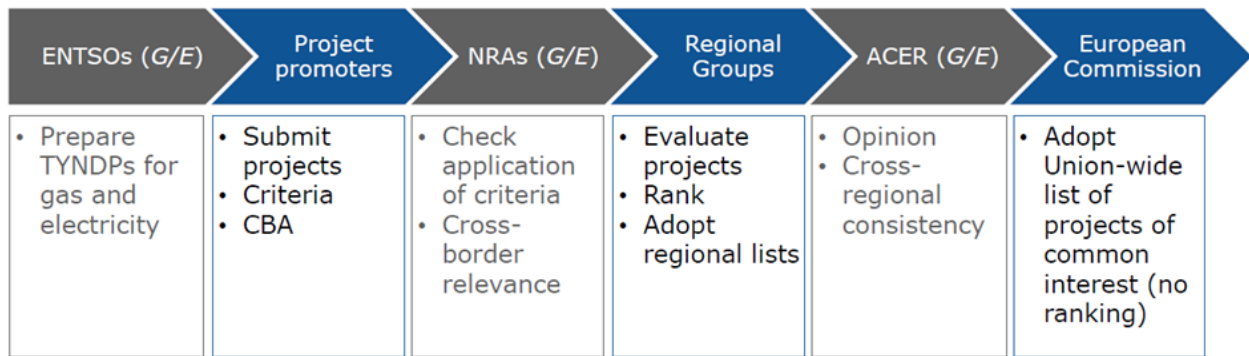 ENTSOs (G/E)
Project
promoters
NRAs (G/E)
Regional
Groups
ACER (G/E)
European
Commission
• Prepare
TYNDPs for
gas and
electricity
• Submit
projects
• Criteria
• CBA
• Check
application
of criteria
• Cross-
border
relevance
• Evaluate
projects
• Rank
• Adopt
regional lists
• Opinion
• Cross-
regional
consistency
• Adopt
Union-wide
list of
projects of
common
interest (no
ranking)